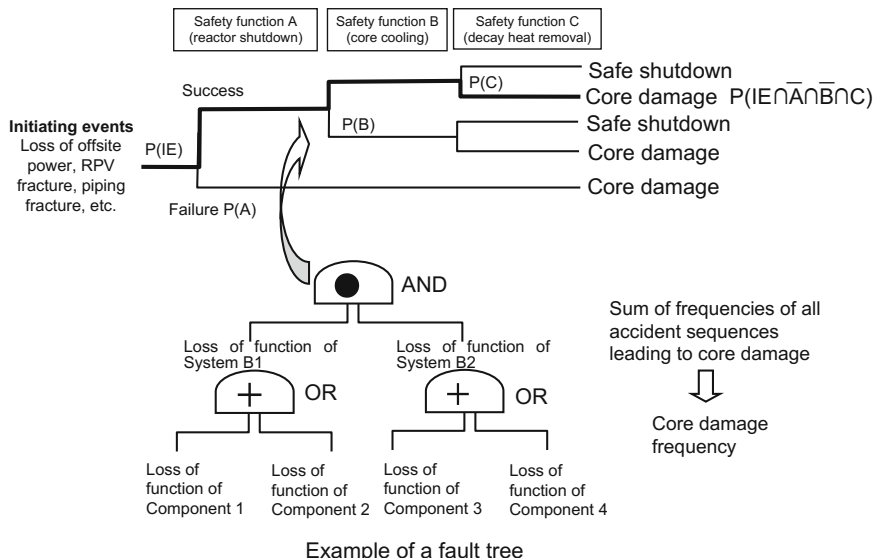 Safety function A
(reactor shutdown)
Safety function B
(core cooling)
Safety function C
(decay heat removal)
Success
Safe shutdown
P(C)
Core damage P(IE∩A̅∩B̅∩C)
P(B)
Safe shutdown
Core damage
Initiating events
Loss of offsite
power, RPV
fracture, piping
fracture, etc.
P(IE)
Core damage
Failure P(A)
AND
Loss of function of
System B1
Loss of function of
System B2
+
OR
+
OR
Loss of
function of
Component 1
Loss of
function of
Component 2
Loss of
function of
Component 3
Loss of
function of
Component 4
Sum of frequencies of all
accident sequences
leading to core damage
Core damage
frequency
Example of a fault tree